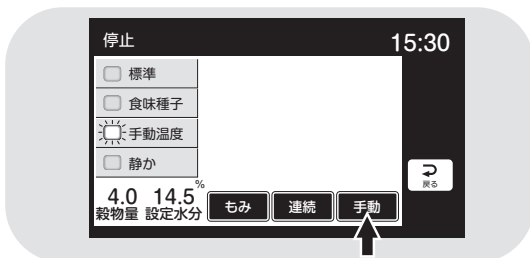 停止 15:30
標準
食味種子
手動温度
静か
戻る
4.0 14.5%
穀物量 設定水分
もみ 連続 手動